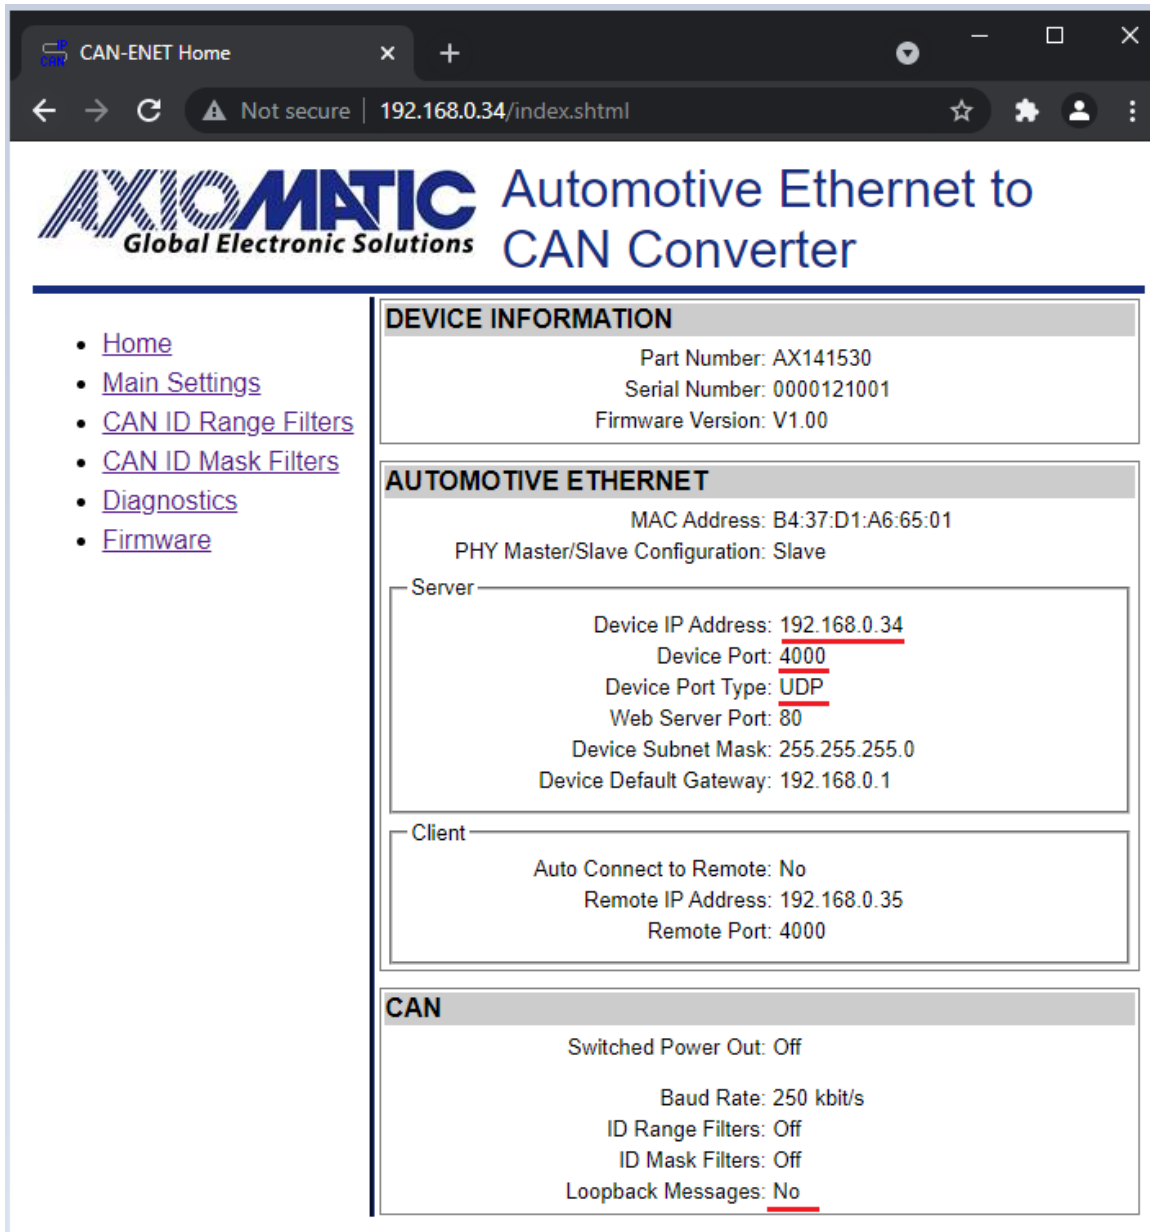 CAN-ENET Home
Not secure | 192.168.0.34/index.shtml
AXIOMATIC
Global Electronic Solutions
Automotive Ethernet to
CAN Converter
Home
Main Settings
CAN ID Range Filters
CAN ID Mask Filters
Diagnostics
Firmware
DEVICE INFORMATION
Part Number: AX141530
Serial Number: 0000121001
Firmware Version: V1.00
AUTOMOTIVE ETHERNET
MAC Address: B4:37:D1:A6:65:01
PHY Master/Slave Configuration: Slave
Server
Device IP Address: 192.168.0.34
Device Port: 4000
Device Port Type: UDP
Web Server Port: 80
Device Subnet Mask: 255.255.255.0
Device Default Gateway: 192.168.0.1
Client
Auto Connect to Remote: No
Remote IP Address: 192.168.0.35
Remote Port: 4000
CAN
Switched Power Out: Off
Baud Rate: 250 kbit/s
ID Range Filters: Off
ID Mask Filters: Off
Loopback Messages: No